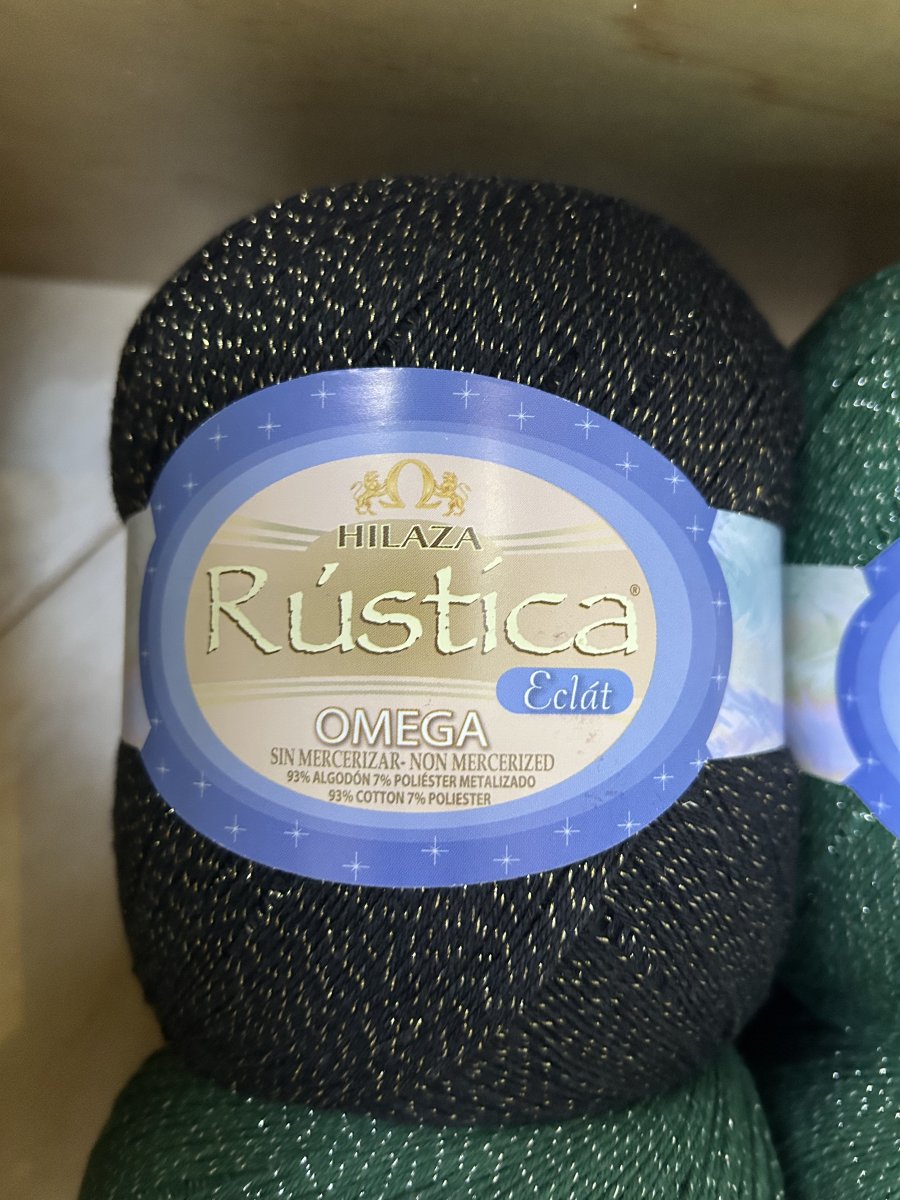 Ω
HILAZA
Rústica®
Eclát
OMEGA
SIN MERCERIZAR- NON MERCERIZED
93% ALGODÓN 7% POLIÉSTER METALIZADO
93% COTTON 7% POLIESTER